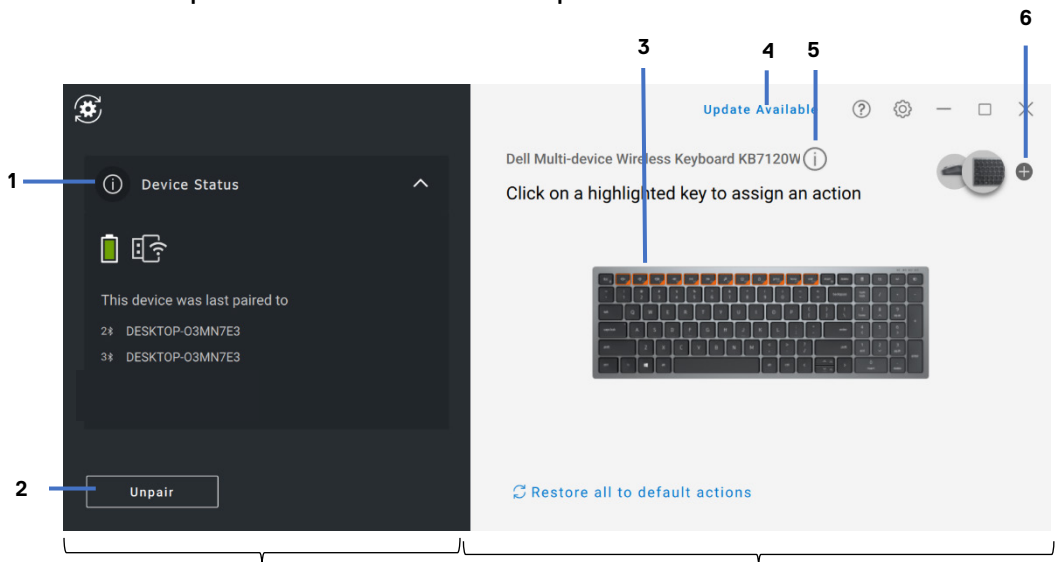 6
3 4 5
Update Available
Dell Multi-device Wireless Keyboard KB7120W
Click on a highlighted key to assign an action
1
Device Status
This device was last paired to
2 DESKTOP-O3MN7E3
3 DESKTOP-O3MN7E3
2
Unpair
Restore all to default actions